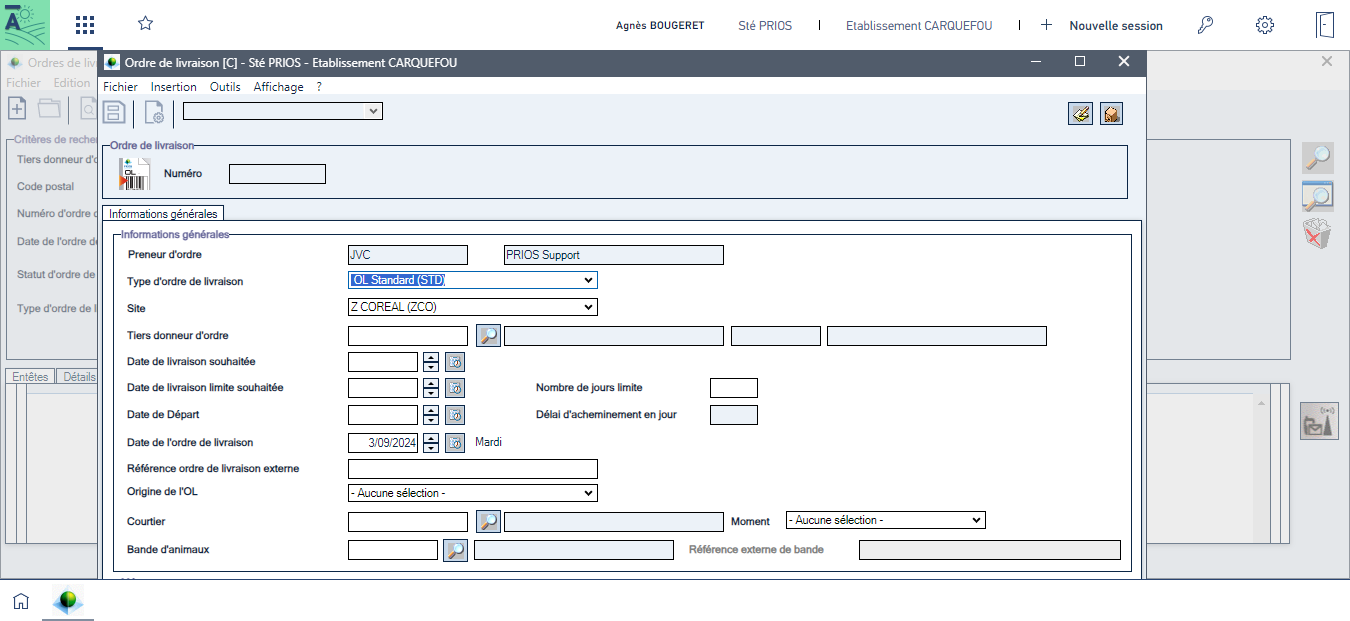 Agnès BOUGERET Sté PRIOS | Etablissement CARQUEFOU | + Nouvelle session
Ordres de liv
Ordre de livraison [C] - Sté PRIOS - Etablissement CARQUEFOU
Fichier Edition
Fichier Insertion Outils Affichage ?
Critères de reche
Tiers donneur d'o
Code postal
Numéro d'ordre d
Date de l'ordre de
Statut d'ordre de
Type d'ordre de l
Entêtes Détails
Ordre de livraison
OL
Numéro
Informations générales
Informations générales
Preneur d'ordre JVC PRIOS Support
Type d'ordre de livraison OL Standard (STD)
Site Z COREAL (ZCO)
Tiers donneur d'ordre
Date de livraison souhaitée
Date de livraison limite souhaitée Nombre de jours limite
Date de Départ Délai d'acheminement en jour
Date de l'ordre de livraison 3/09/2024 Mardi
Référence ordre de livraison externe
Origine de l'OL - Aucune sélection -
Courtier Moment - Aucune sélection -
Bande d'animaux Référence externe de bande